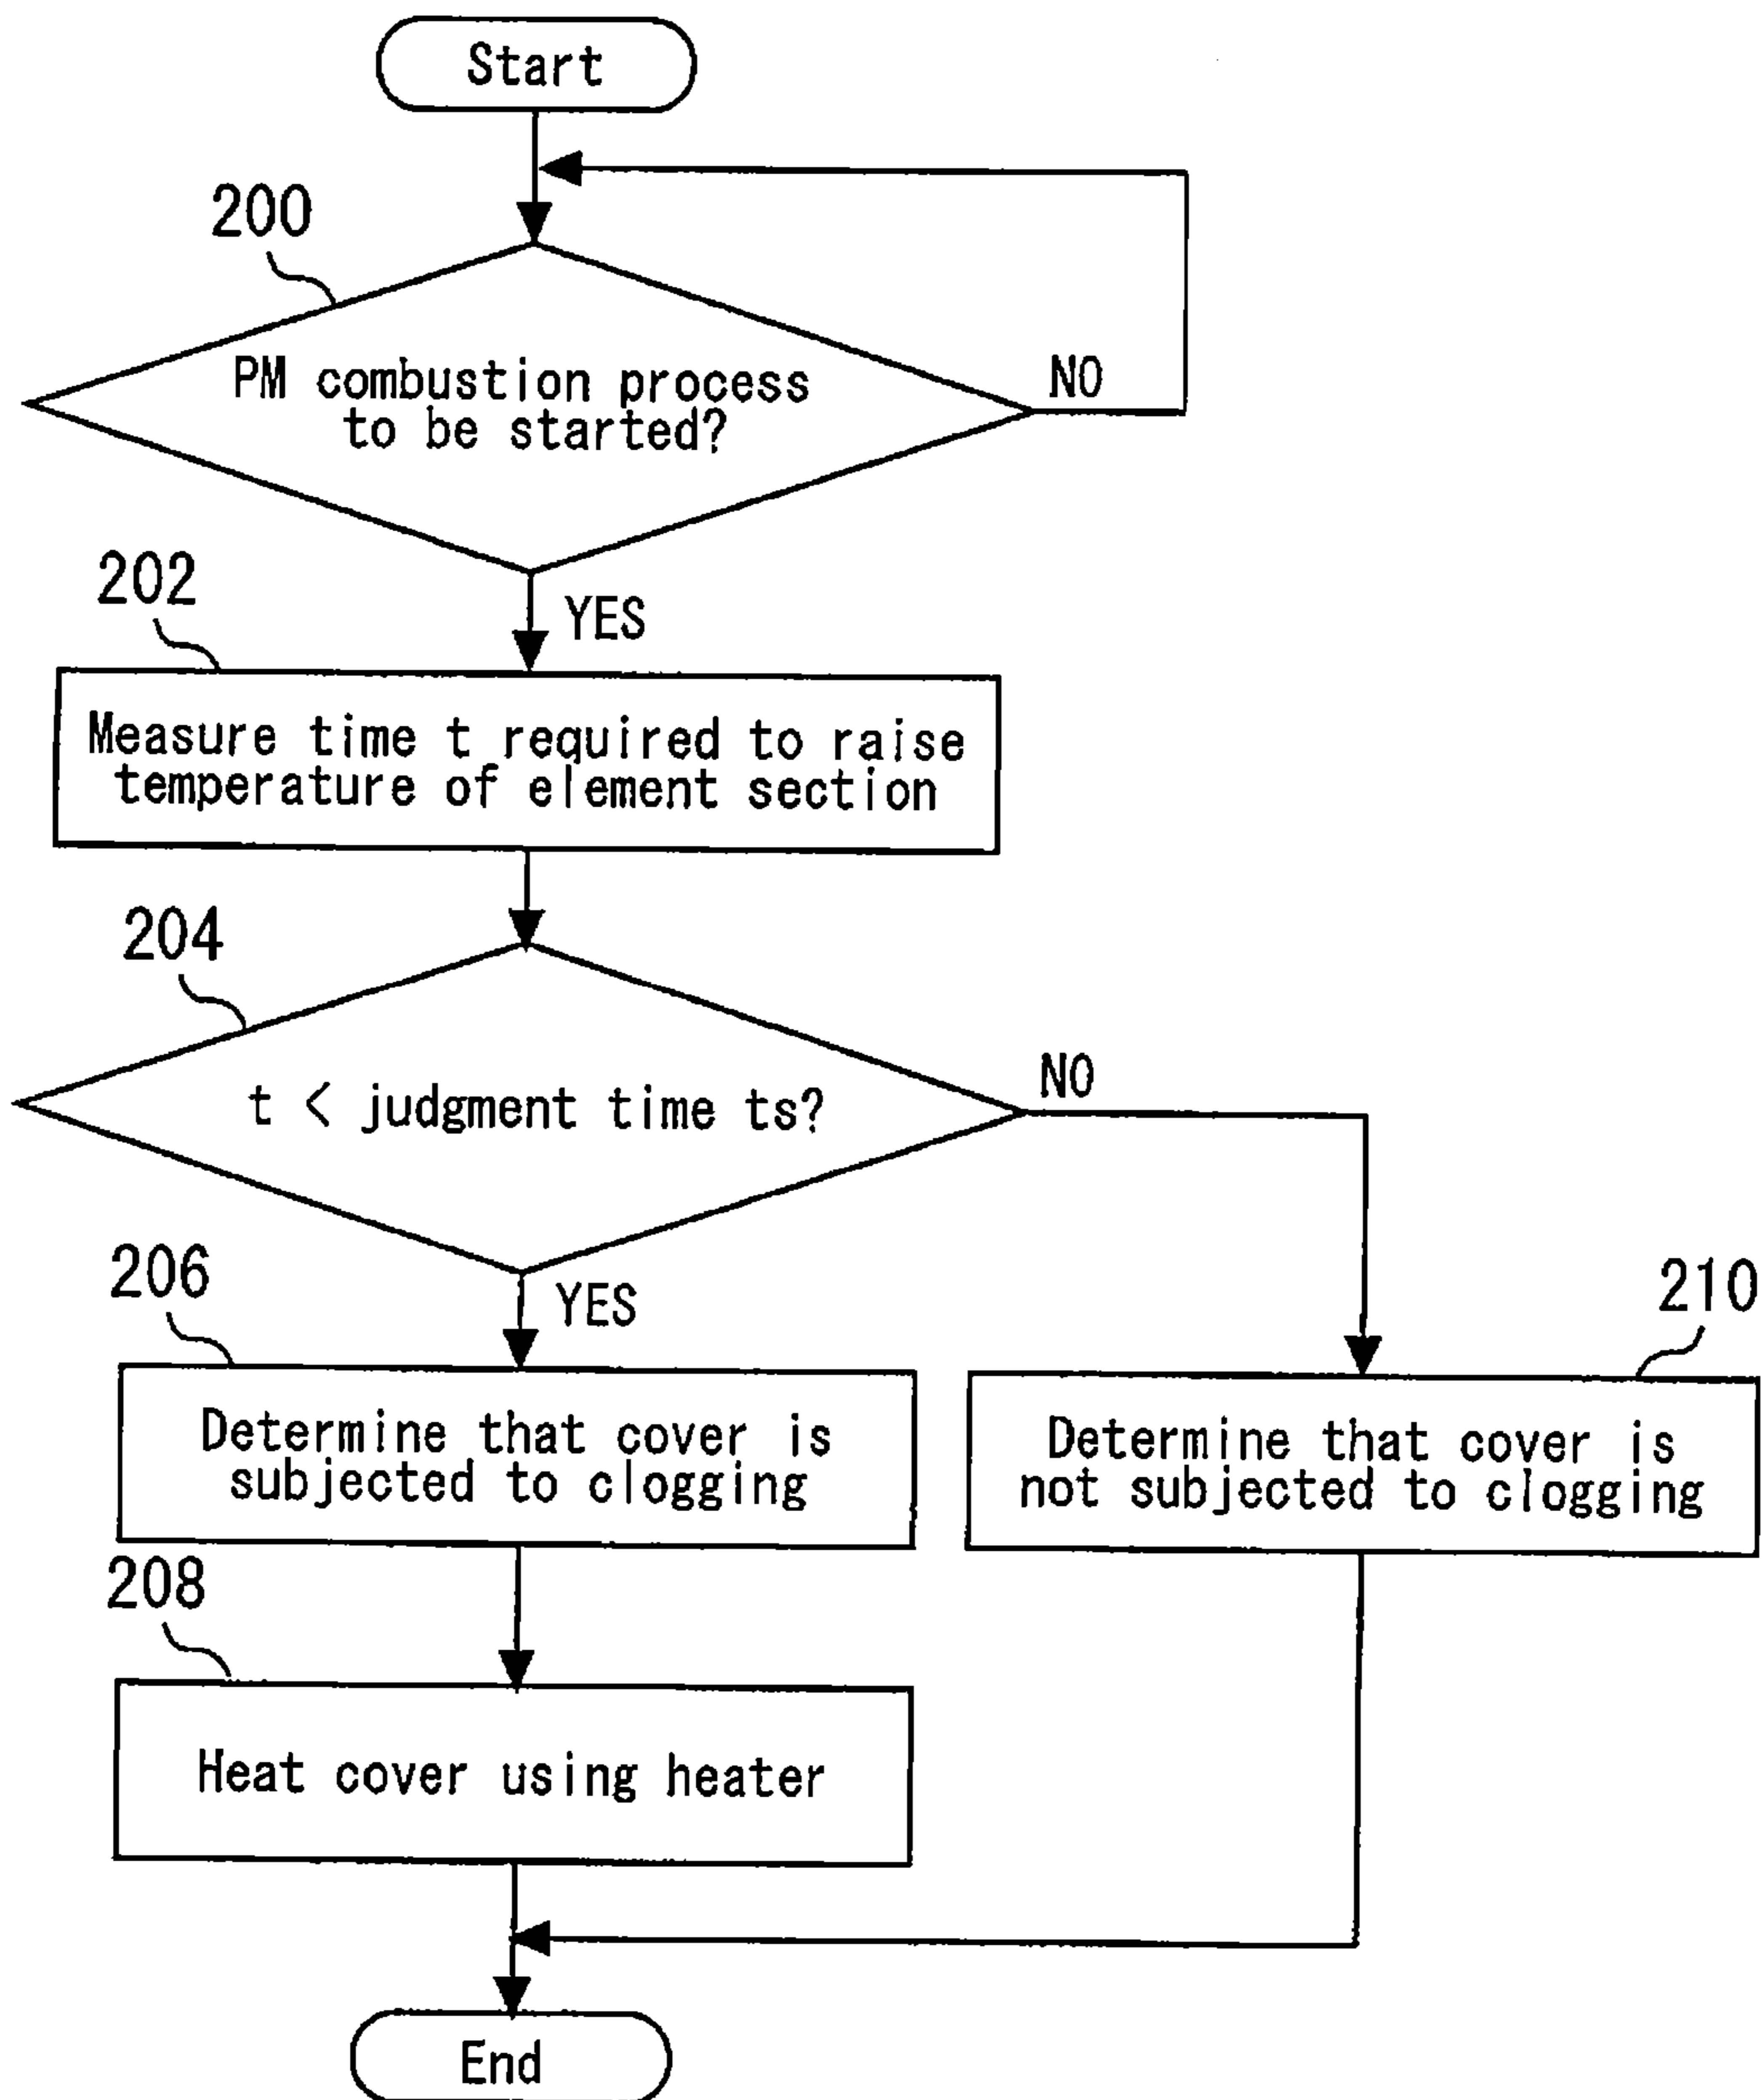 Start
200
PM combustion process
to be started?
NO
202
YES
Measure time t required to raise
temperature of element section
204
t < judgment time ts?
NO
206
YES
210
Determine that cover is
subjected to clogging
Determine that cover is
not subjected to clogging
208
Heat cover using heater
End